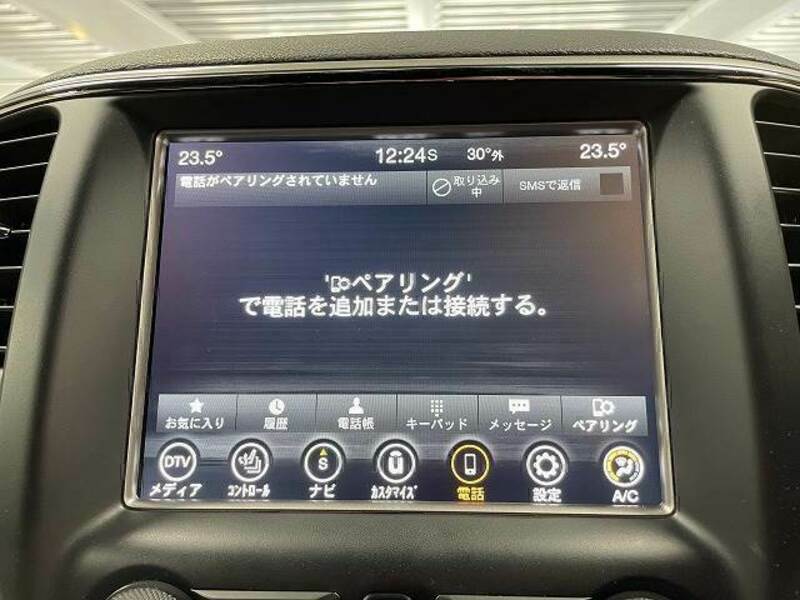 23.5° 12:24S 30°外 23.5°
電話がペアリングされていません 取り込み中 SMSで返信
'ペアリング'
で電話を追加または接続する。
お気に入り 履歴 電話帳 キーパッド メッセージ ペアリング
DTV S
メディア コントロール ナビ カスタマイズ 電話 設定 A/C